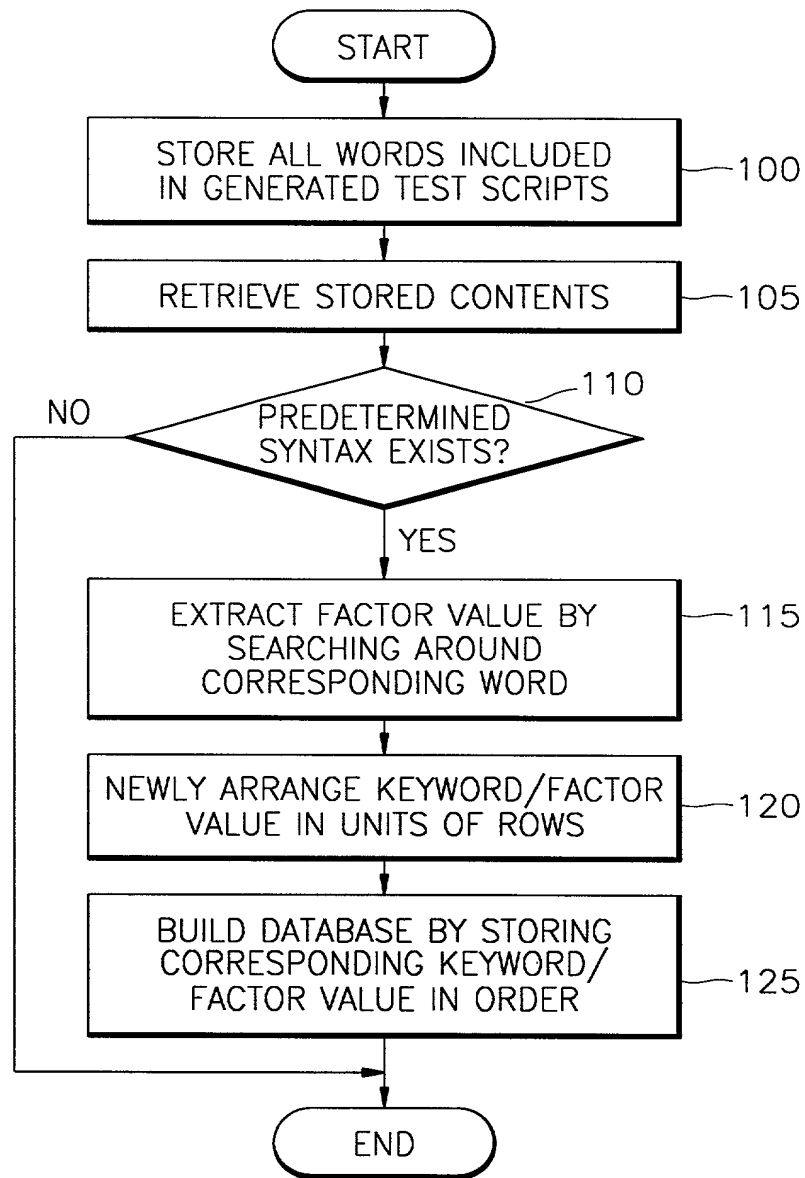 START
STORE ALL WORDS INCLUDED
IN GENERATED TEST SCRIPTS
100
RETRIEVE STORED CONTENTS
105
110
NO
PREDETERMINED
SYNTAX EXISTS?
YES
EXTRACT FACTOR VALUE BY
SEARCHING AROUND
CORRESPONDING WORD
115
NEWLY ARRANGE KEYWORD/FACTOR
VALUE IN UNITS OF ROWS
120
BUILD DATABASE BY STORING
CORRESPONDING KEYWORD/
FACTOR VALUE IN ORDER
125
END